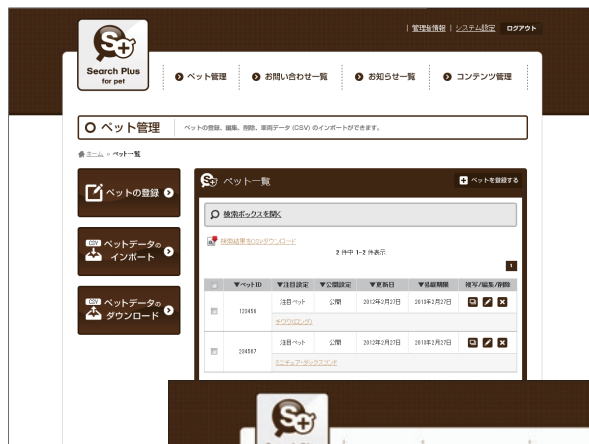 管理者情報 | システム設定 ログアウト
S+
Search Plus
for pet
ペット管理
お問い合わせ一覧
お知らせ一覧
コンテンツ管理
ペット管理
ペットの登録、編集、削除、車両データ (CSV) のインポートができます。
ホーム » ペット一覧
ペットの登録
CSV ペットデータの
インポート
CSV ペットデータの
ダウンロード
S+ ペット一覧
ペットを登録する
検索ボックスを開く
検索結果をCSVダウンロード
2 件中 1-2 件表示
1
▼ペットID ▼注目設定 ▼公開設定 ▼更新日 ▼掲載期限 複写/編集/削除
123456 注目ペット 公開 2012年2月27日 2013年2月27日
チワワ(ロング)
234567 注目ペット 公開 2012年2月27日 2013年2月27日
ミニチュア・ダックスフンド
S+